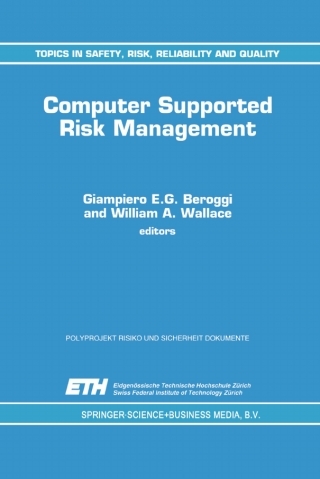 TOPICS IN SAFETY, RISK, RELIABILITY AND QUALITY
Computer Supported
Risk Management
Giampiero E.G. Beroggi
and William A. Wallace
editors
POLYPROJEKT RISIKO UND SICHERHEIT DOKUMENTE
ETH
Eidgenössische Technische Hochschule Zürich
Swiss Federal Institute of Technology Zürich
SPRINGER-SCIENCE+BUSINESS MEDIA, B.V.